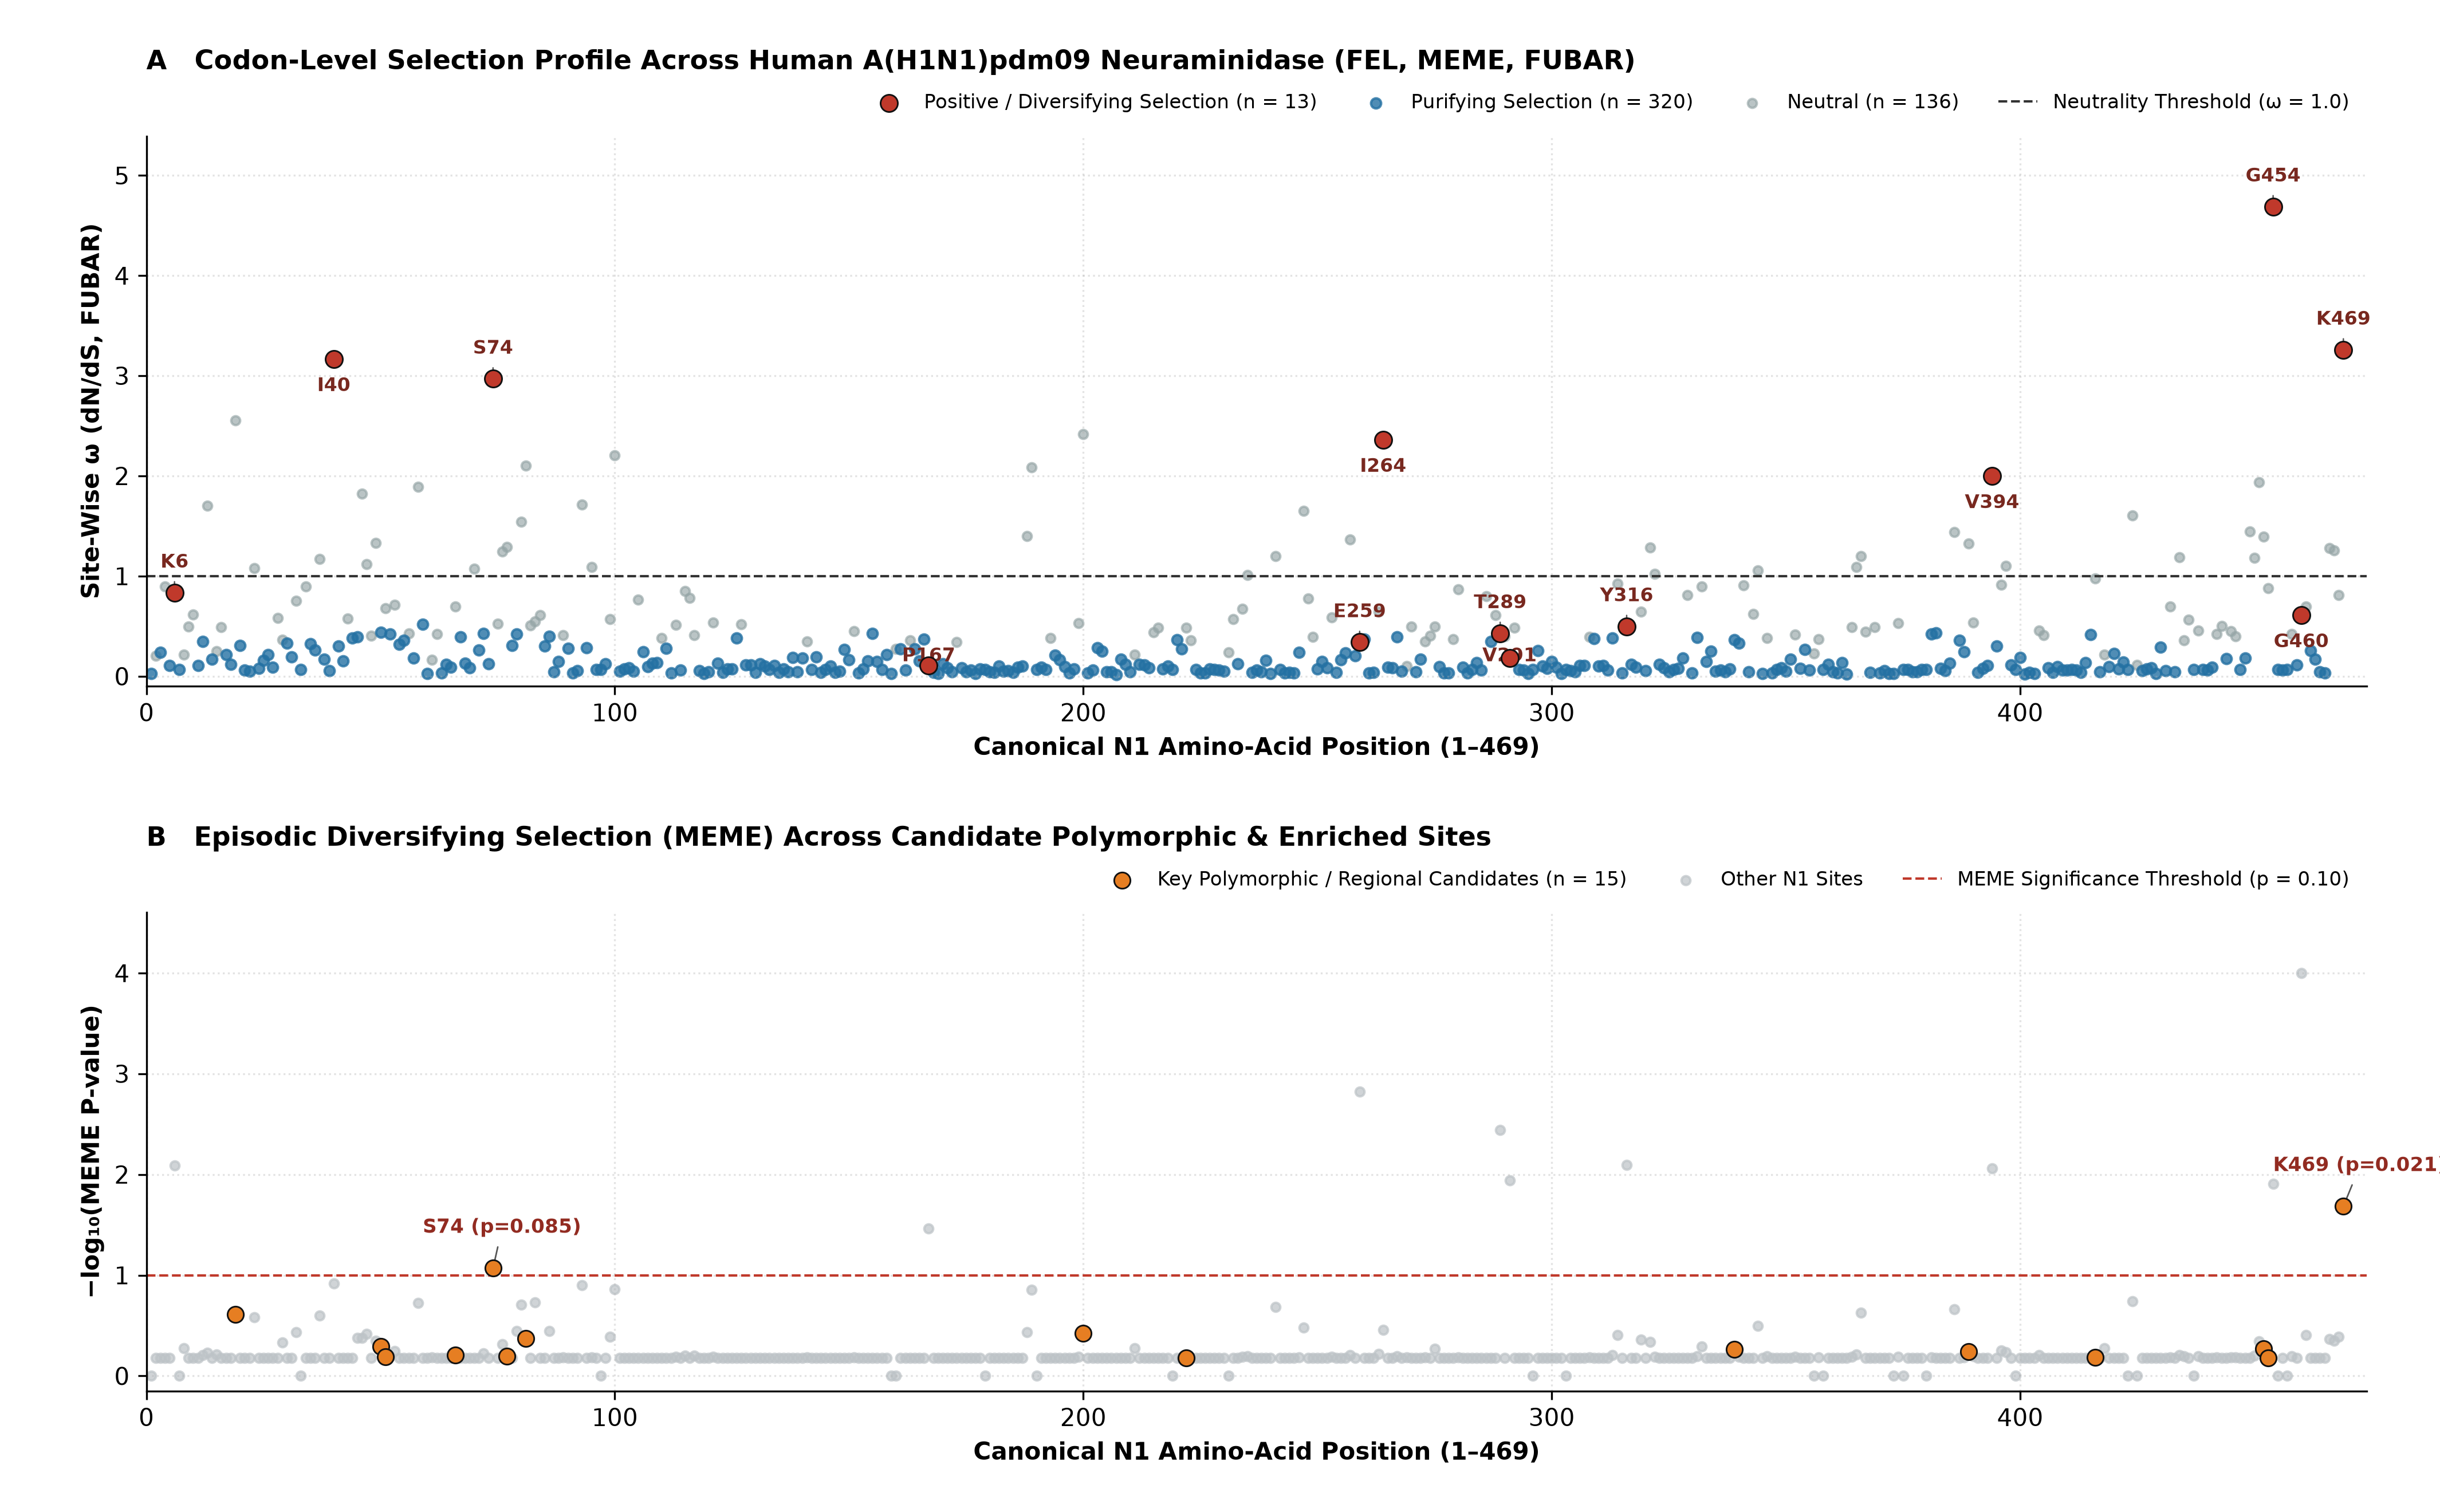 A Codon-Level Selection Profile Across Human A(H1N1)pdm09 Neuraminidase (FEL, MEME, FUBAR)
Positive / Diversifying Selection (n = 13) Purifying Selection (n = 320) Neutral (n = 136) Neutrality Threshold (ω = 1.0)
Site-Wise ω (dN/dS, FUBAR)
5
4
3
2
1
0
G454
K469
S74
I40
I264
V394
K6
E259
T289
Y316
G460
P167
V291
0 100 200 300 400
Canonical N1 Amino-Acid Position (1–469)
B Episodic Diversifying Selection (MEME) Across Candidate Polymorphic & Enriched Sites
Key Polymorphic / Regional Candidates (n = 15) Other N1 Sites MEME Significance Threshold (p = 0.10)
−log₁₀(MEME P-value)
4
3
2
1
0
K469 (p=0.021)
S74 (p=0.085)
0 100 200 300 400
Canonical N1 Amino-Acid Position (1–469)